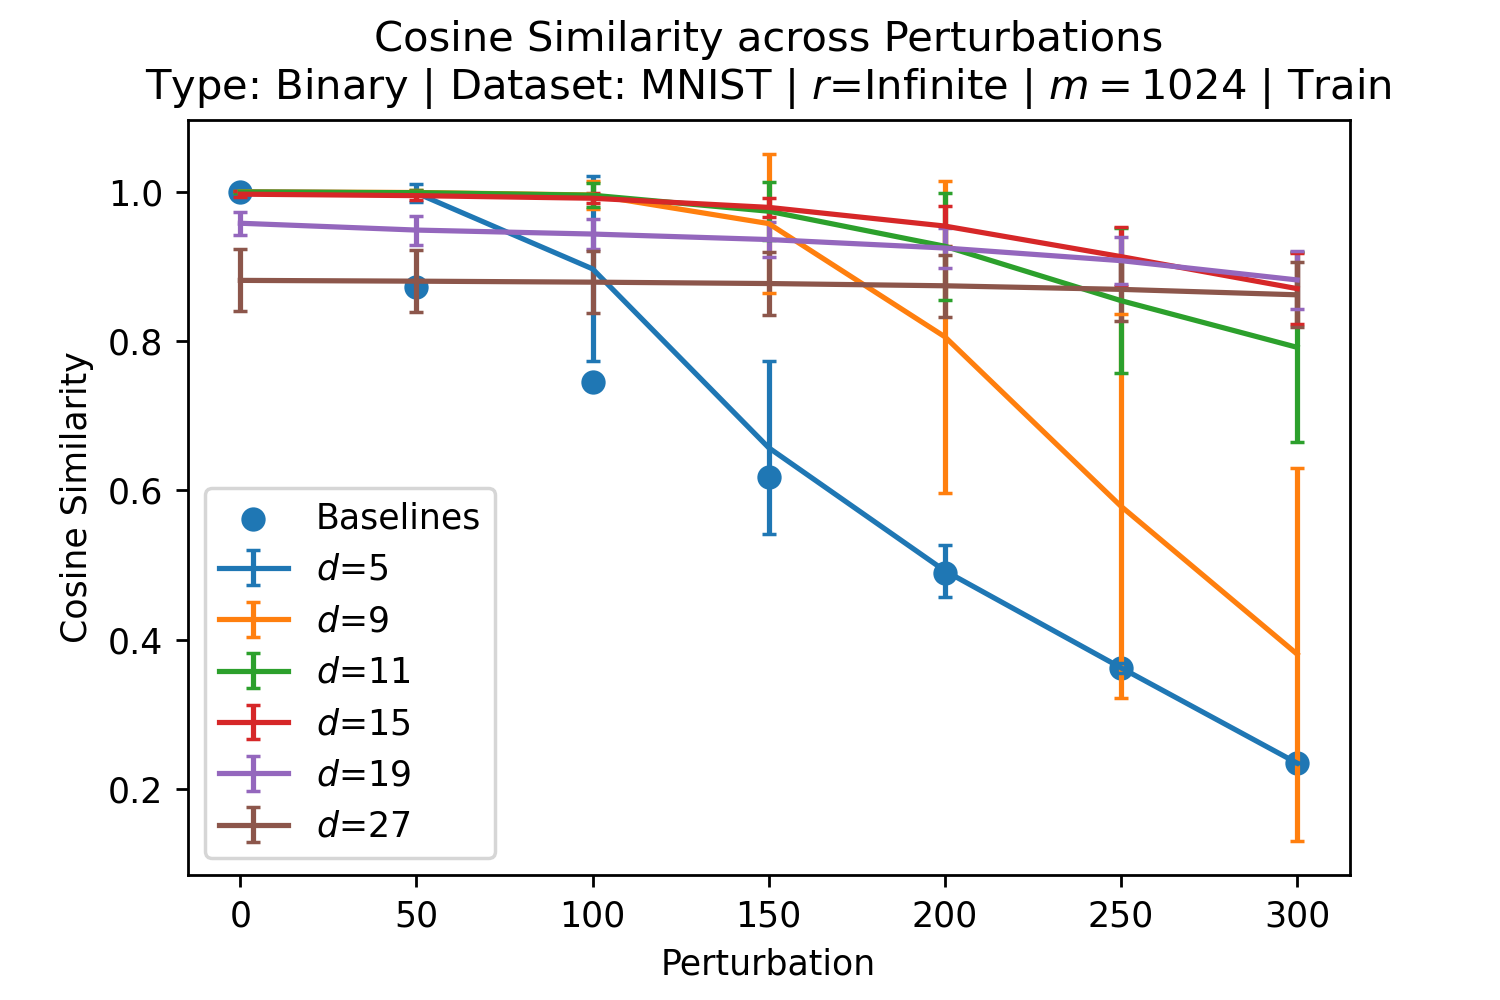 Cosine Similarity across Perturbations
Type: Binary | Dataset: MNIST | r=Infinite | m = 1024 | Train
Cosine Similarity
1.0
0.8
0.6
0.4
0.2
Baselines
d=5
d=9
d=11
d=15
d=19
d=27
0 50 100 150 200 250 300
Perturbation